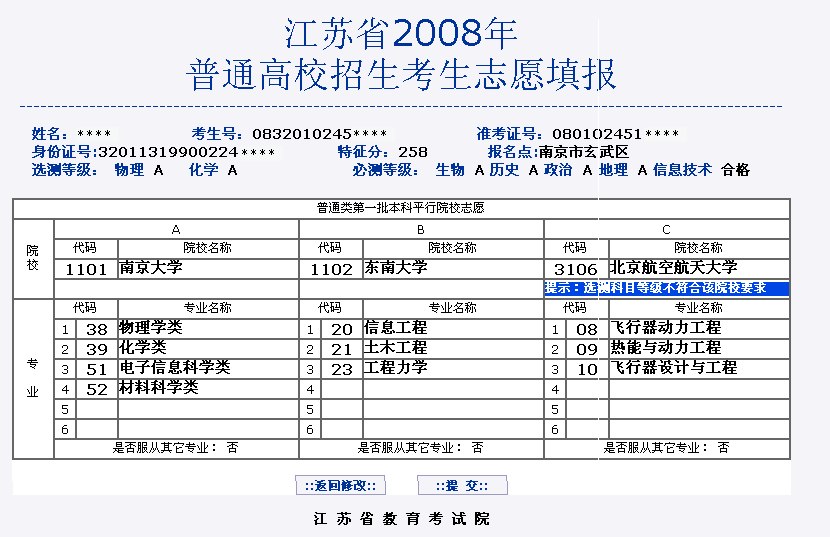 江苏省2008年
普通高校招生考生志愿填报
姓名：**** 考生号：0832010245**** 准考证号：080102451****
身份证号:32011319900224**** 特征分：258 报名点:南京市玄武区
选测等级： 物理 A 化学 A 必测等级： 生物 A 历史 A 政治 A 地理 A 信息技术 合格
普通类第一批本科平行院校志愿
院校 A B C
代码 院校名称 代码 院校名称 代码 院校名称
1101 南京大学 1102 东南大学 3106 北京航空航天大学
提示：选测科目等级不符合该院校要求
专业 代码 专业名称 代码 专业名称 代码 专业名称
1 38 物理学类 1 20 信息工程 1 08 飞行器动力工程
2 39 化学类 2 21 土木工程 2 09 热能与动力工程
3 51 电子信息科学类 3 23 工程力学 3 10 飞行器设计与工程
4 52 材料科学类 4 4
5 5 5
6 6 6
是否服从其它专业： 否 是否服从其它专业： 否 是否服从其它专业： 否
::返回修改:: ::提 交::
江 苏 省 教 育 考 试 院